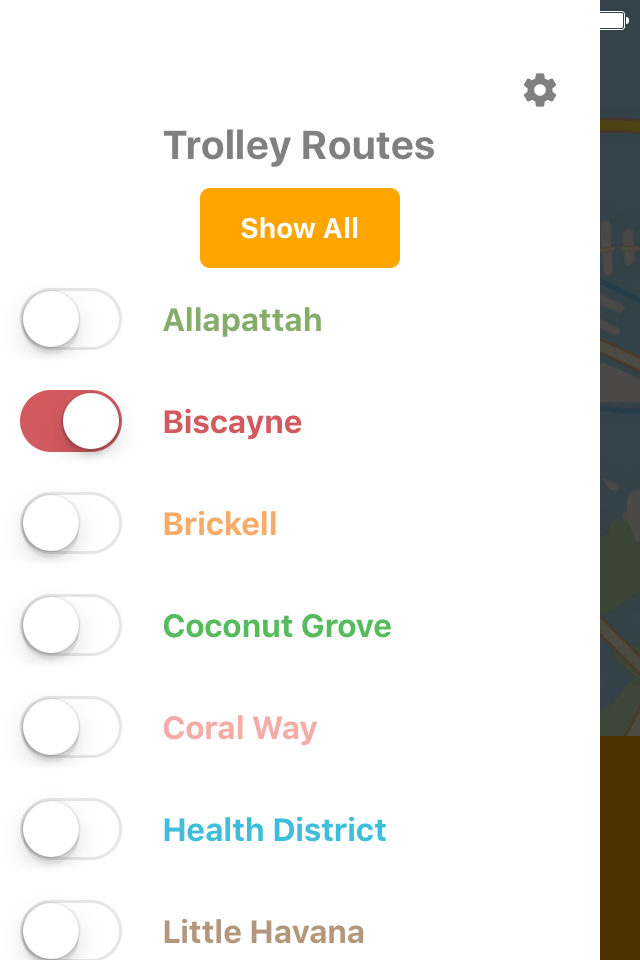 Trolley Routes
Show All
Allapattah
Biscayne
Brickell
Coconut Grove
Coral Way
Health District
Little Havana